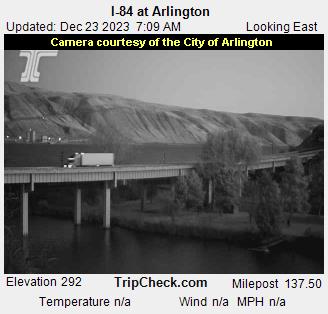 I-84 at Arlington
Updated: Dec 23 2023 7:09 AM Looking East
Camera courtesy of the City of Arlington
Elevation 292 TripCheck.com Milepost 137.50
Temperature n/a Wind n/a MPH n/a